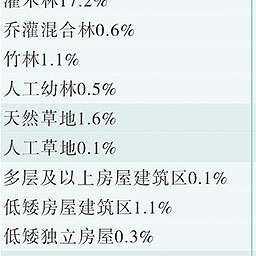 灌木林17.2%
乔灌混合林0.6%
竹林1.1%
人工幼林0.5%
天然草地1.6%
人工草地0.1%
多层及以上房屋建筑区0.1%
低矮房屋建筑区1.1%
低矮独立房屋0.3%